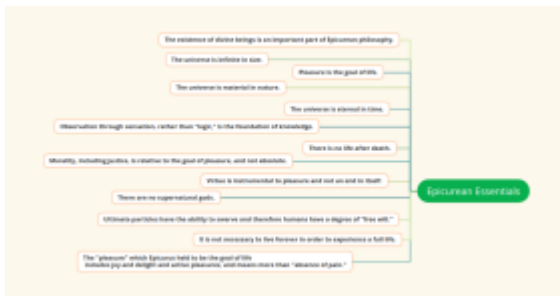 The existence of divine beings is an important part of Epicurean philosophy.
The universe is infinite in size.
Pleasure is the goal of life.
The universe is material in nature.
The universe is eternal in time.
Observation through sensation, rather than "logic," is the foundation of knowledge.
There is no life after death.
Morality, including justice, is relative to the goal of pleasure, and not absolute.
Virtue is instrumental to pleasure and not an end in itself.
There are no supernatural gods.
Epicurean Essentials
Ultimate particles have the ability to swerve and therefore humans have a degree of "free will."
It is not necessary to live forever in order to experience a full life.
The "pleasure" which Epicurus held to be the goal of life
includes joy and delight and active pleasures, and means more than "absence of pain."